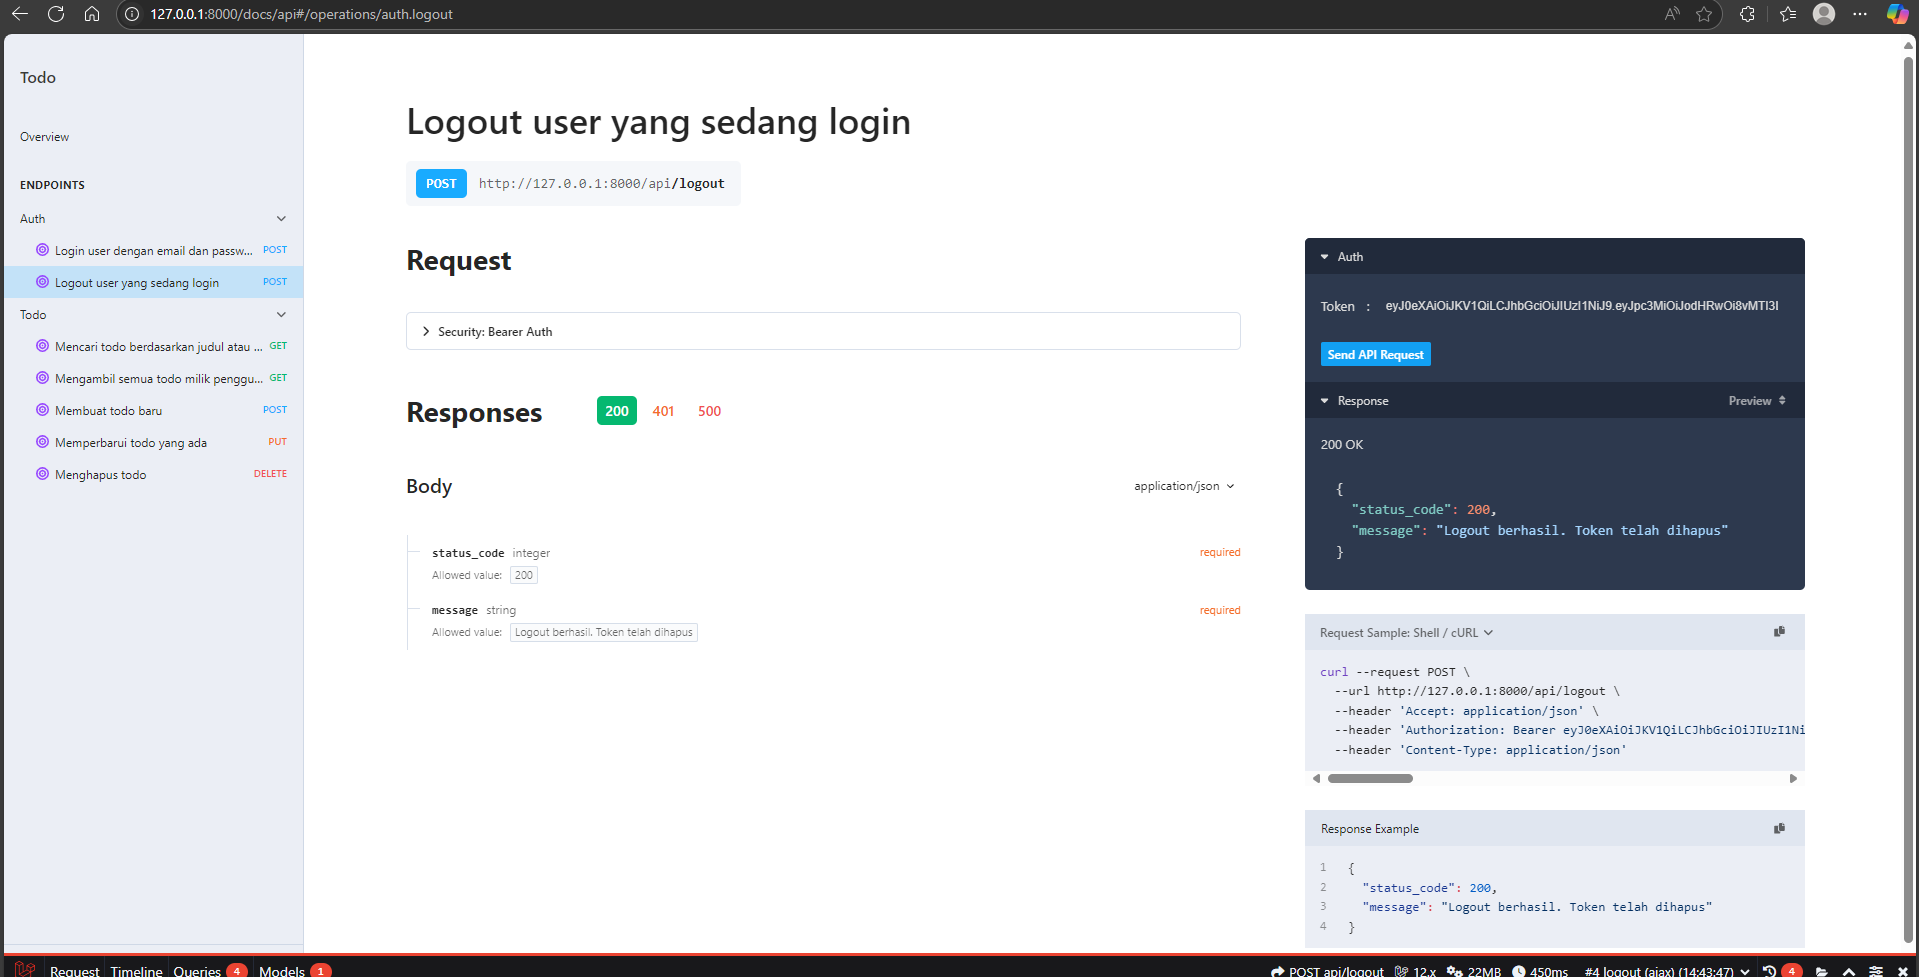 127.0.0.1:8000/docs/api#/operations/auth.logout
Todo
Overview
ENDPOINTS
Auth
Login user dengan email dan passw... POST
Logout user yang sedang login POST
Todo
Mencari todo berdasarkan judul atau ... GET
Mengambil semua todo milik penggu... GET
Membuat todo baru POST
Memperbarui todo yang ada PUT
Menghapus todo DELETE
Logout user yang sedang login
POST http://127.0.0.1:8000/api/logout
Request
Security: Bearer Auth
Responses 200 401 500
Body application/json
status_code integer required
Allowed value: 200
message string required
Allowed value: Logout berhasil. Token telah dihapus
Auth
Token : eyJ0eXAiOiJKV1QiLCJhbGciOiJIUzI1NiJ9.eyJpc3MiOiJodHRwOi8vMTI3I
Send API Request
Response Preview
200 OK
{
"status_code": 200,
"message": "Logout berhasil. Token telah dihapus"
}
Request Sample: Shell / cURL
curl --request POST \
--url http://127.0.0.1:8000/api/logout \
--header 'Accept: application/json' \
--header 'Authorization: Bearer eyJ0eXAiOiJKV1QiLCJhbGciOiJIUzI1Ni
--header 'Content-Type: application/json'
Response Example
1 {
2 "status_code": 200,
3 "message": "Logout berhasil. Token telah dihapus"
4 }
Request Timeline Queries 4 Models 1 POST api/logout 12.x 22MB 450ms #4 logout (ajax) (14:43:47) 4